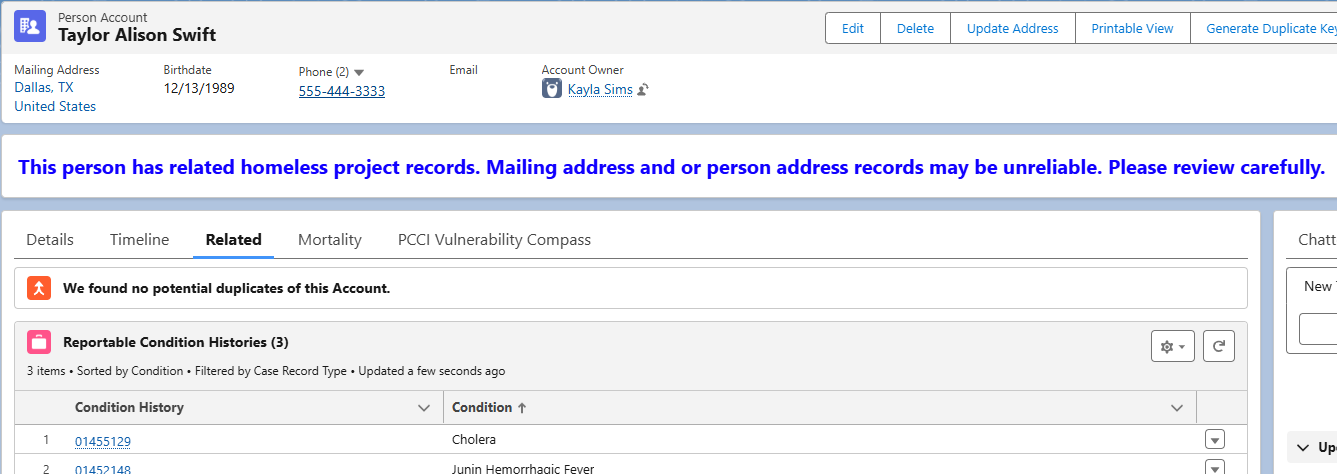 Person Account
Taylor Alison Swift
Edit Delete Update Address Printable View Generate Duplicate Key
Mailing Address Birthdate Phone (2) Email Account Owner
Dallas, TX 12/13/1989 555-444-3333 Kayla Sims
United States
This person has related homeless project records. Mailing address and or person address records may be unreliable. Please review carefully.
Details Timeline Related Mortality PCCI Vulnerability Compass
We found no potential duplicates of this Account.
New
Reportable Condition Histories (3)
3 items • Sorted by Condition • Filtered by Case Record Type • Updated a few seconds ago
Condition History Condition
1 01455129 Cholera
2 01452148 Junin Hemorrhagic Fever